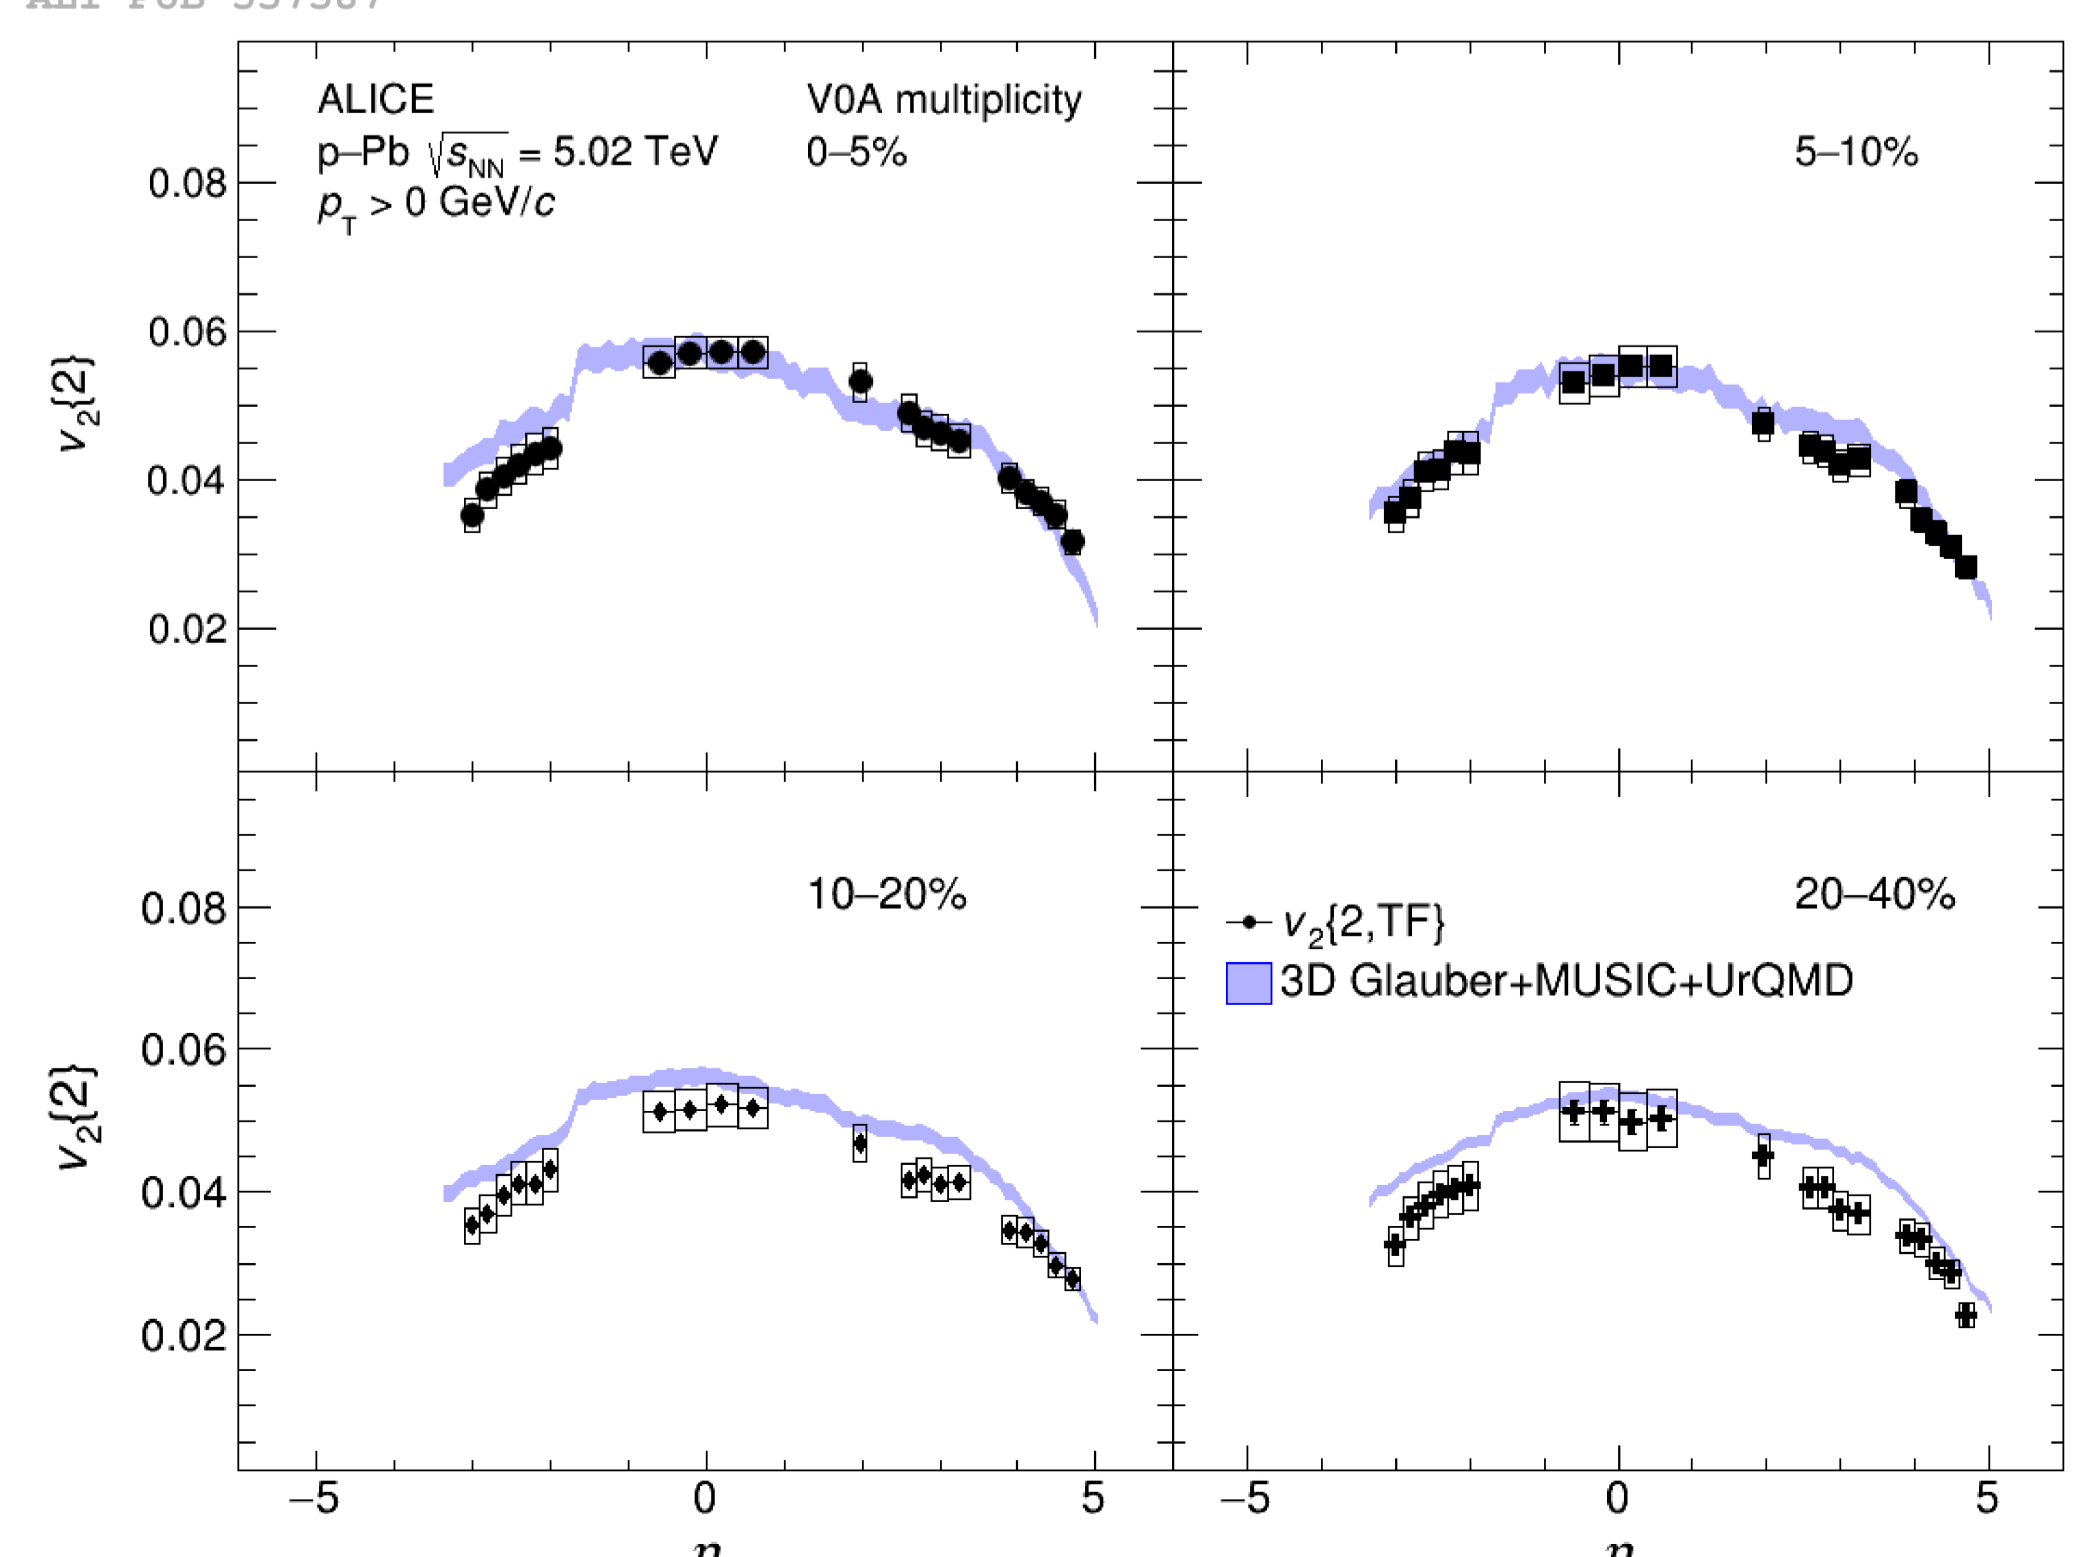 ALICE
p–Pb √sNN = 5.02 TeV
pT > 0 GeV/c
V0A multiplicity
0–5%
5–10%
0.08
0.06
0.04
0.02
v2{2}
10–20%
20–40%
v2{2,TF}
3D Glauber+MUSIC+UrQMD
0.08
0.06
0.04
0.02
v2{2}
−5 0 5
−5 0 5
η η